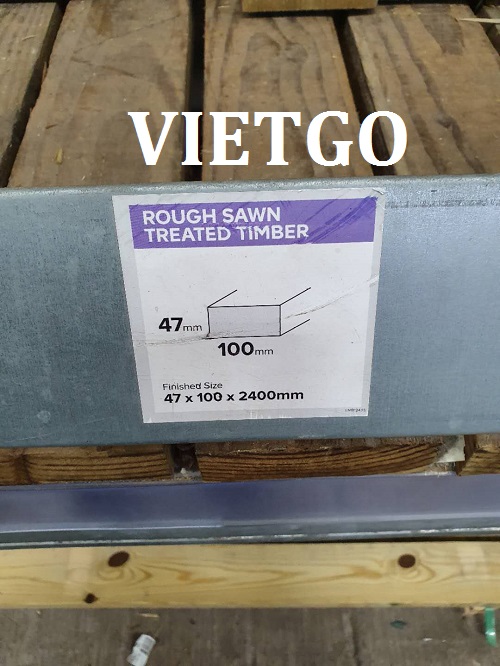 VIETGO
ROUGH SAWN
TREATED TIMBER
47mm
100mm
Finished Size
47 x 100 x 2400mm